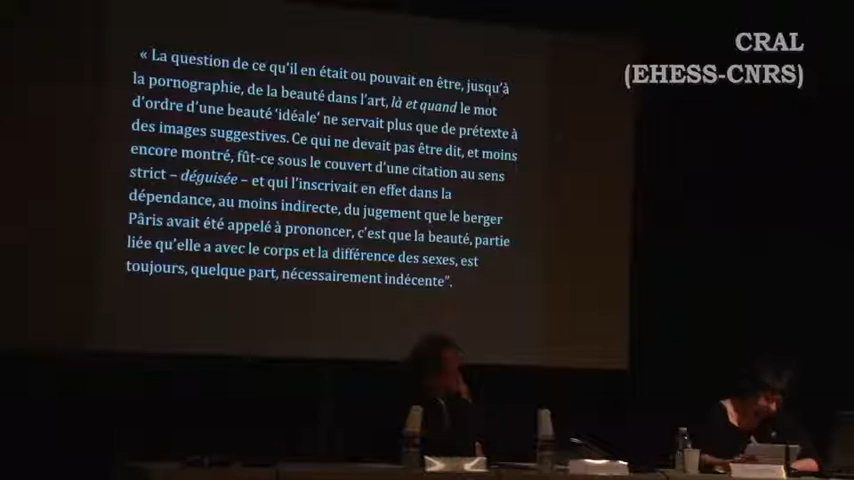 CRAL
(EHESS-CNRS)
« La question de ce qu'il en était ou pouvait en être, jusqu'à
la pornographie, de la beauté dans l'art, là et quand le mot
d'ordre d'une beauté 'idéale' ne servait plus que de prétexte à
des images suggestives. Ce qui ne devait pas être dit, et moins
encore montré, fût-ce sous le couvert d'une citation au sens
strict – déguisée – et qui l'inscrivait en effet dans la
dépendance, au moins indirecte, du jugement que le berger
Pâris avait été appelé à prononcer, c'est que la beauté, partie
liée qu'elle a avec le corps et la différence des sexes, est
toujours, quelque part, nécessairement indécente".